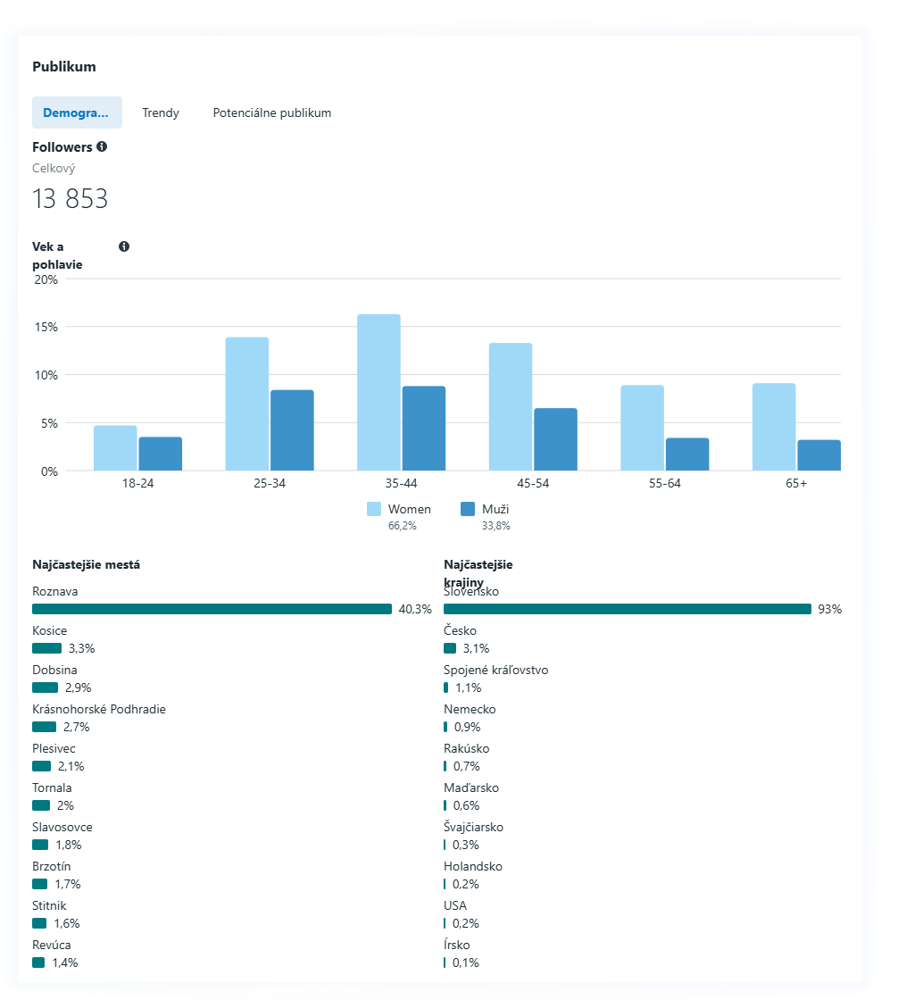 Publikum
Demogra...
Trendy
Potenciálne publikum
Followers
Celkový
13 853
Vek a
pohlavie
20%
15%
10%
5%
0%
18-24
25-34
35-44
45-54
55-64
65+
Women
66,2%
Muži
33,8%
Najčastejšie mestá
Roznava
40,3%
Kosice
3,3%
Dobsina
2,9%
Krásnohorské Podhradie
2,7%
Plesivec
2,1%
Tornala
2%
Slavosovce
1,8%
Brzotín
1,7%
Stitnik
1,6%
Revúca
1,4%
Najčastejšie
krajiny
Slovensko
93%
Česko
3,1%
Spojené kráľovstvo
1,1%
Nemecko
0,9%
Rakúsko
0,7%
Maďarsko
0,6%
Švajčiarsko
0,3%
Holandsko
0,2%
USA
0,2%
Írsko
0,1%